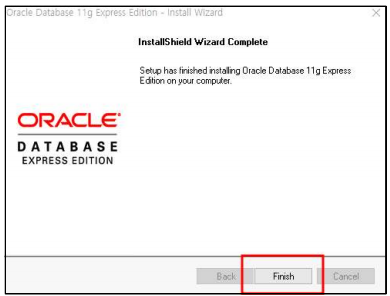 Oracle Database 11g Express Edition - Install Wizard
InstallShield Wizard Complete
Setup has finished installing Oracle Database 11g Express
Edition on your computer.
ORACLE
DATABASE
EXPRESS EDITION
Back
Finish
Cancel